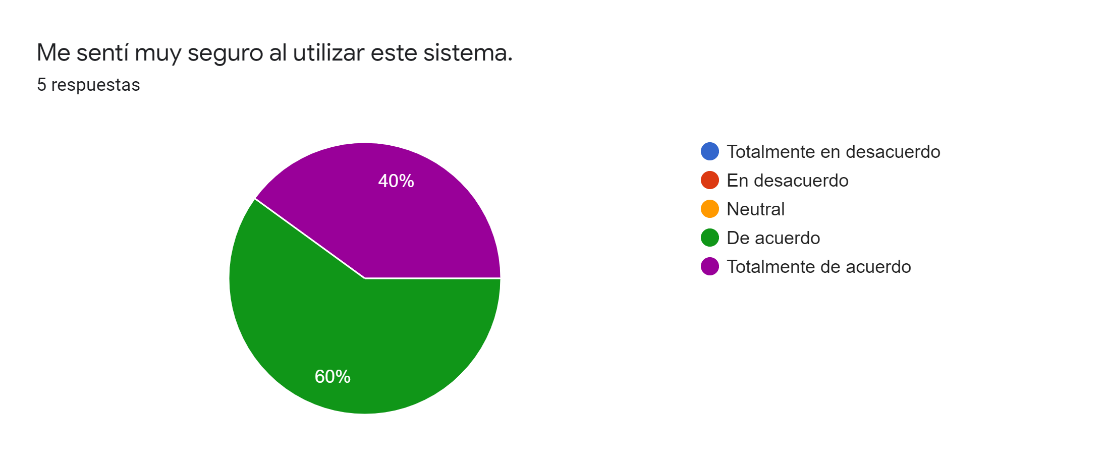 Me sentí muy seguro al utilizar este sistema.
5 respuestas
40%
60%
Totalmente en desacuerdo
En desacuerdo
Neutral
De acuerdo
Totalmente de acuerdo